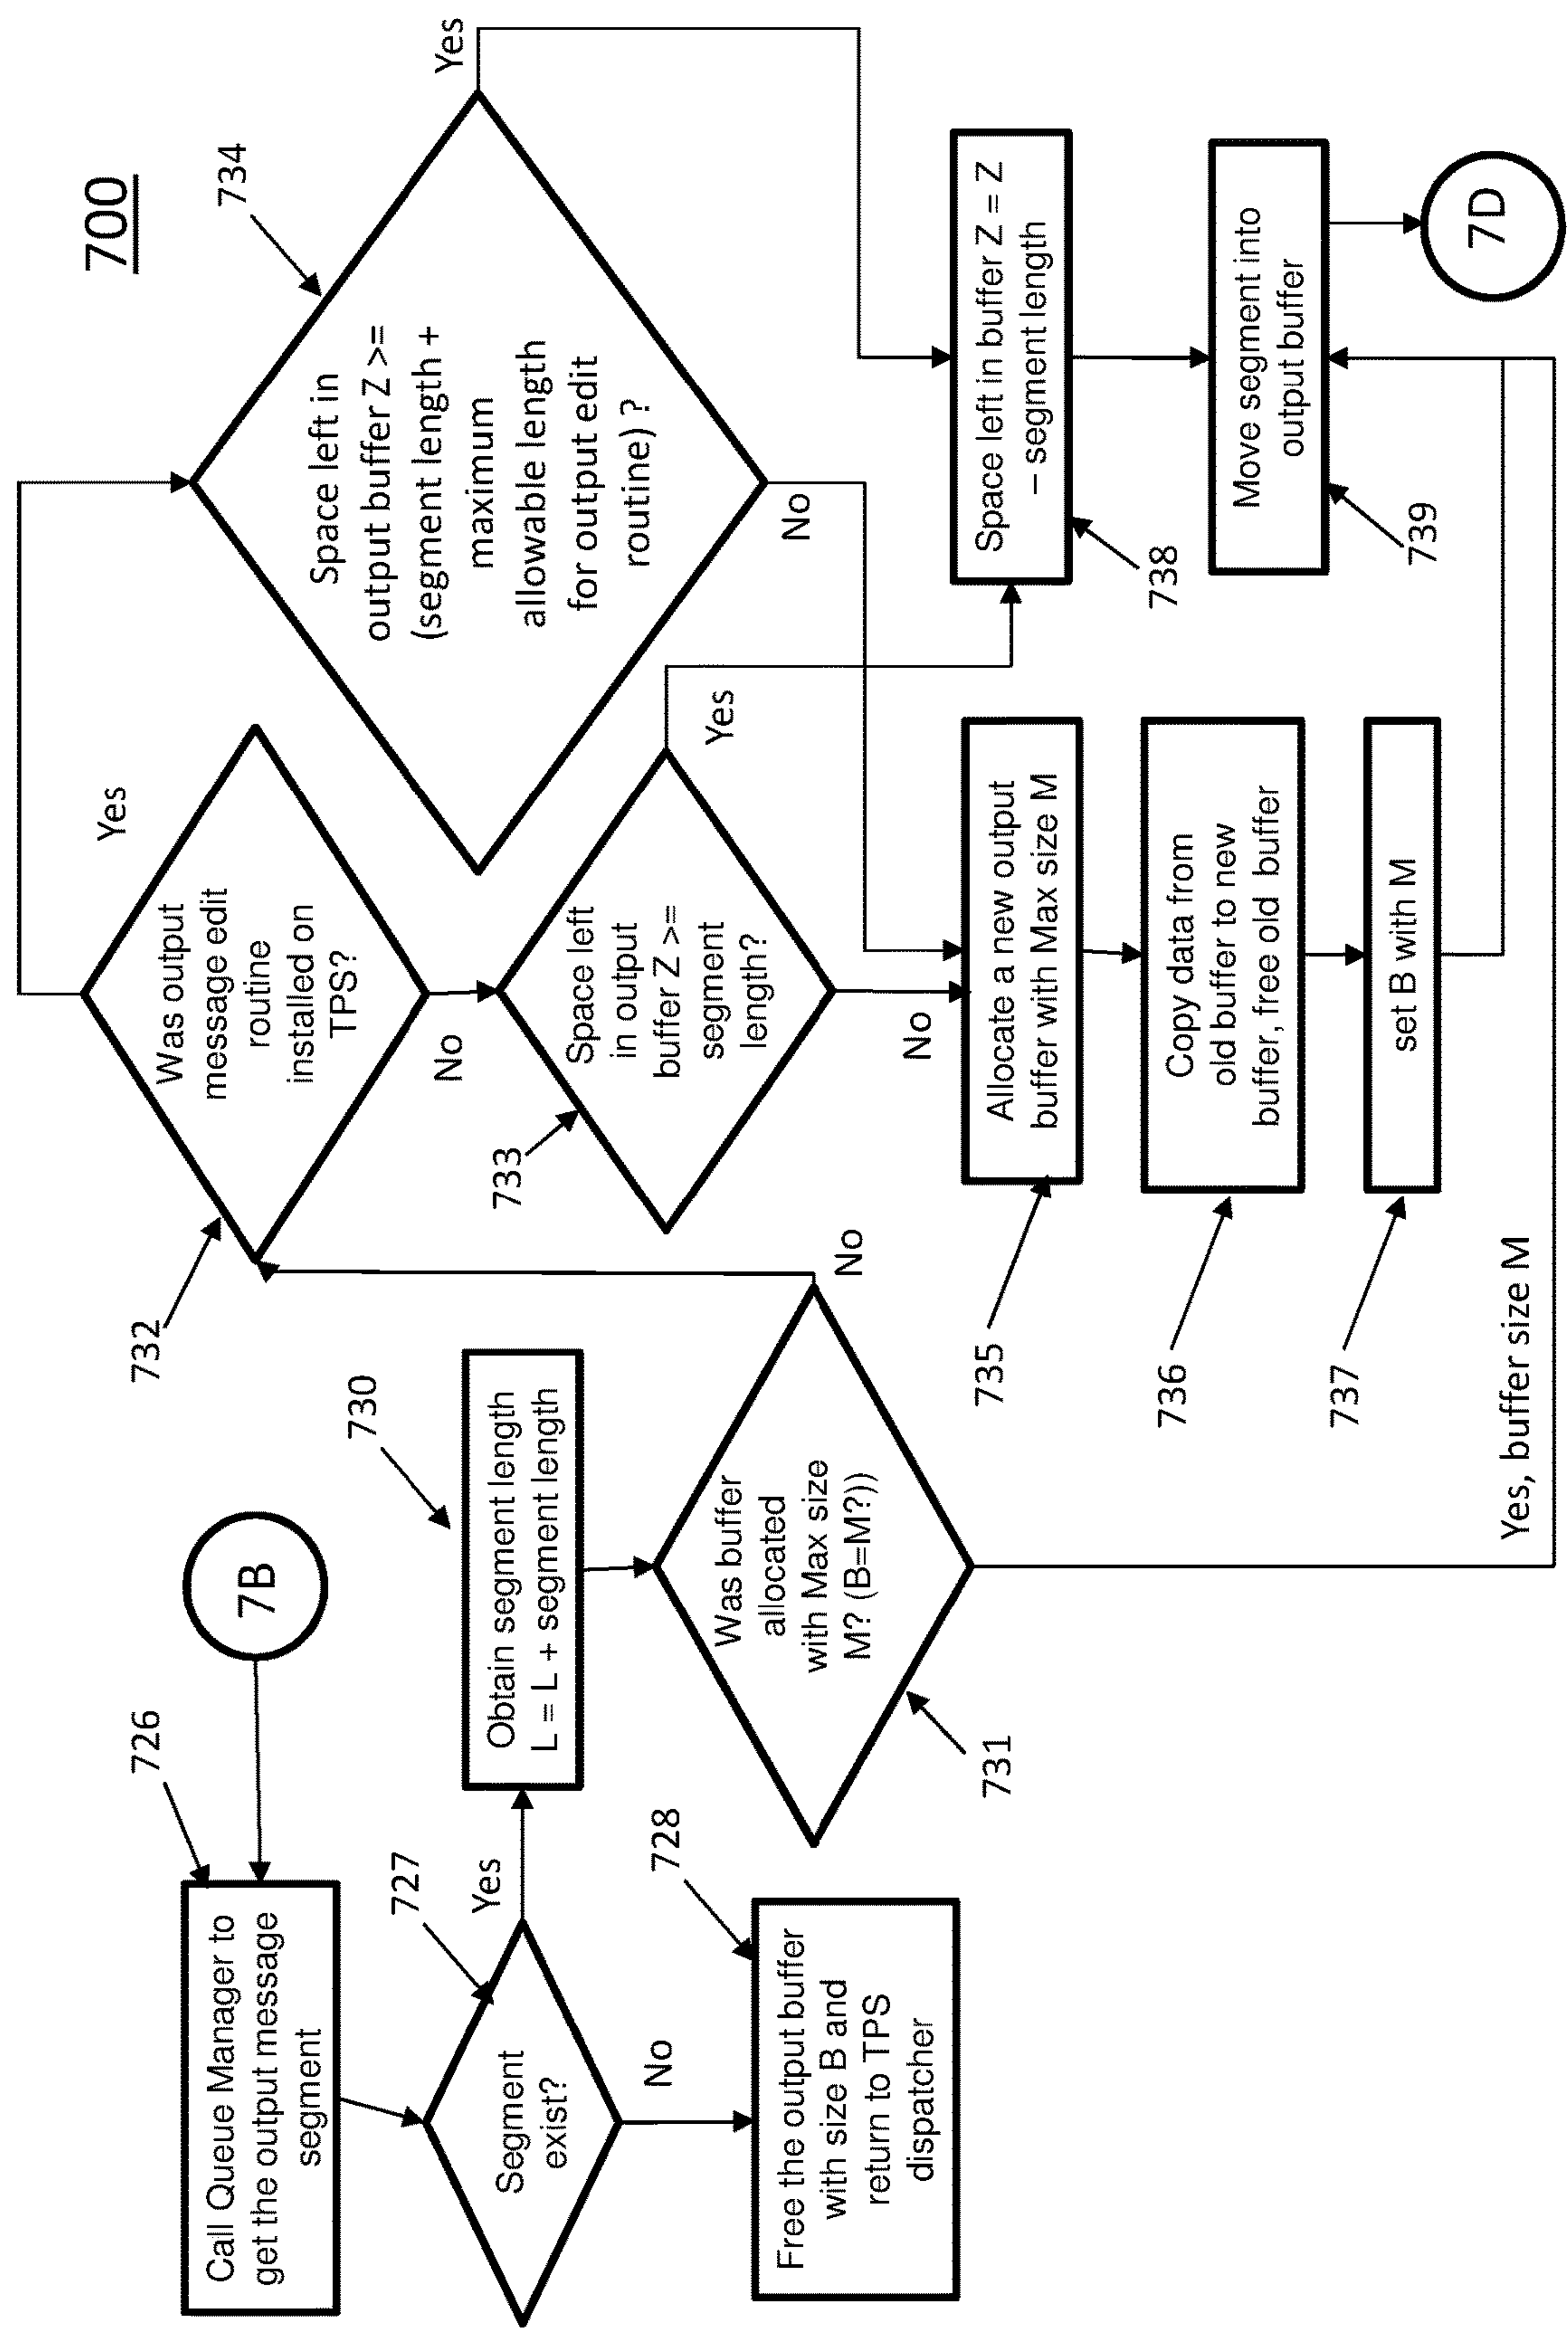 700
7B
726
Call Queue Manager to
get the output message
segment
727
Segment
exist?
Yes
No
728
Free the output buffer
with size B and
return to TPS
dispatcher
730
Obtain segment length
L = L + segment length
731
Was buffer
allocated
with Max size
M? (B=M?))
No
Yes, buffer size M
732
Was output
message edit
routine
installed on
TPS?
Yes
No
733
Space left
in output
buffer Z >=
segment
length?
Yes
No
734
Space left in
output buffer Z >=
(segment length +
maximum
allowable length
for output edit
routine) ?
Yes
No
735
Allocate a new output
buffer with Max size M
736
Copy data from
old buffer to new
buffer, free old buffer
737
set B with M
738
Space left in buffer Z = Z
– segment length
739
Move segment into
output buffer
7D